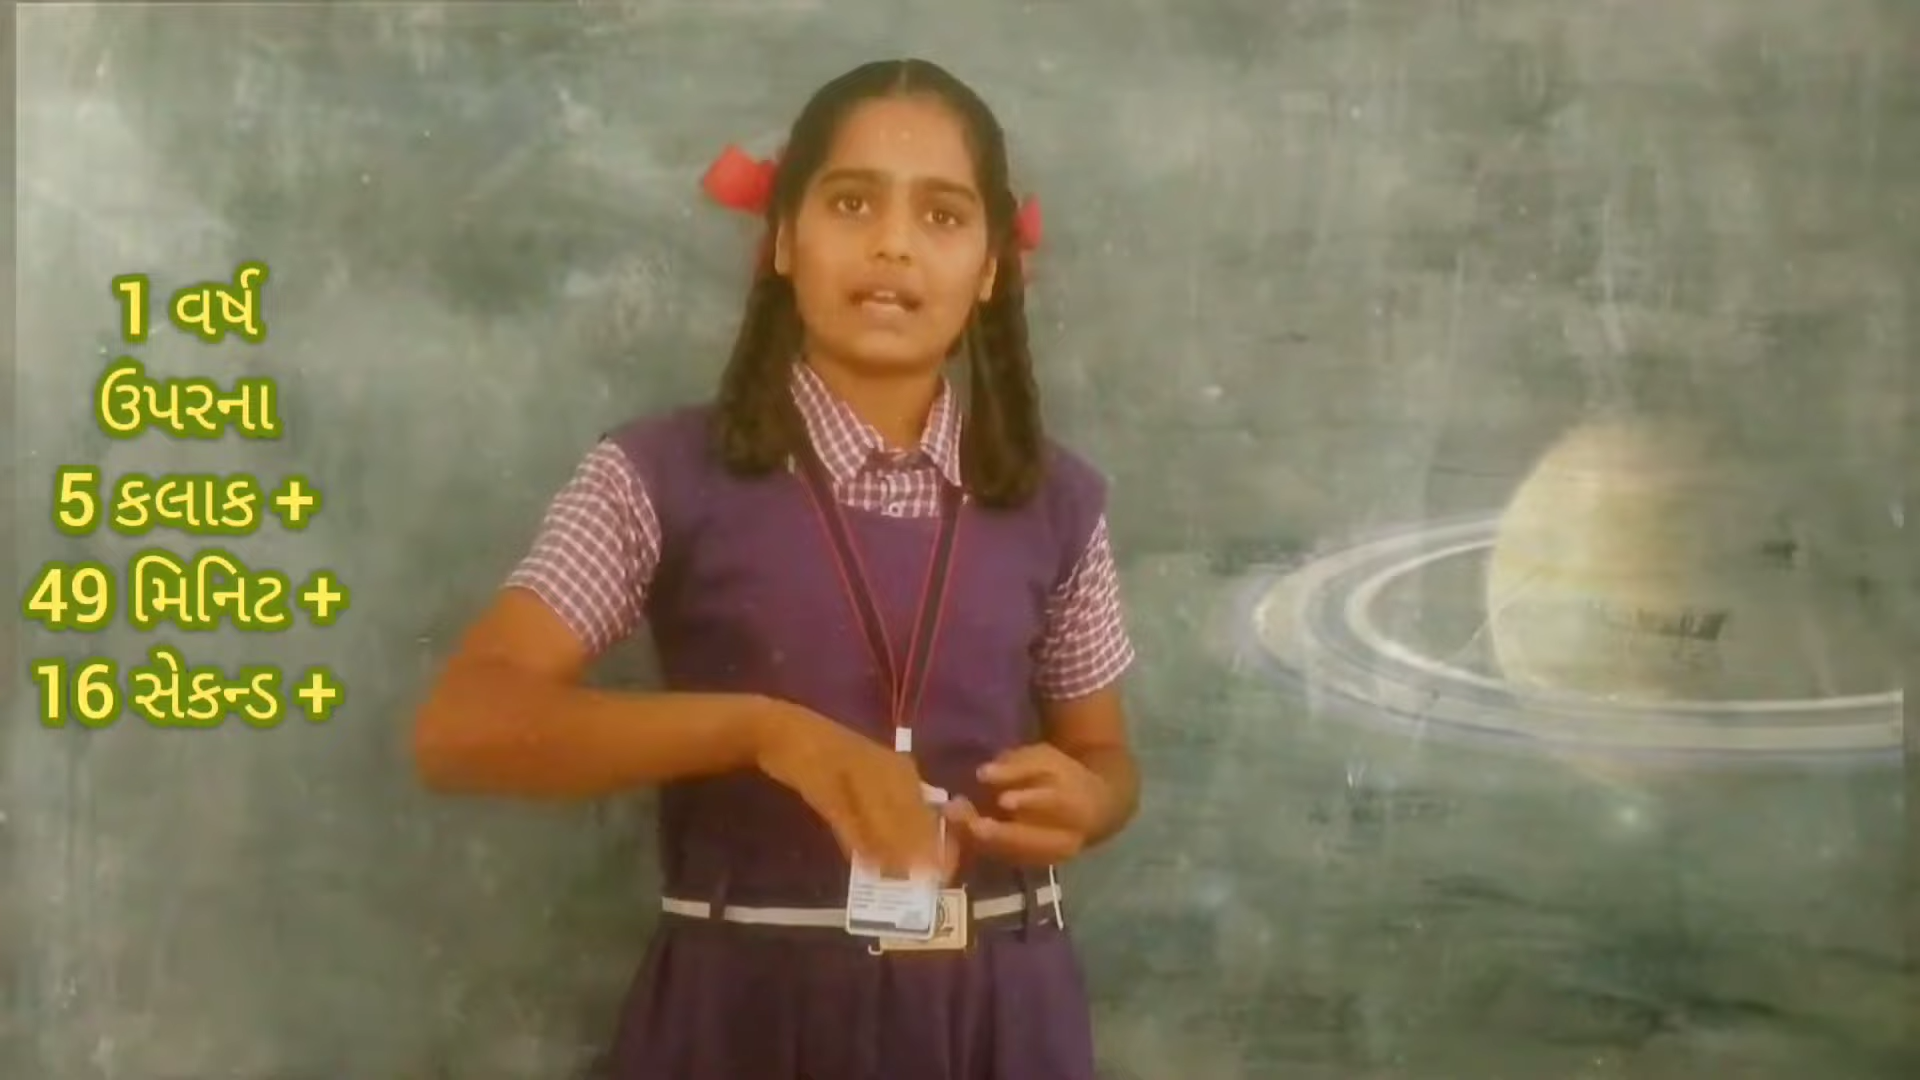 1 વર્ષ
ઉપરના
5 કલાક +
49 મિનિટ +
16 સેકન્ડ +